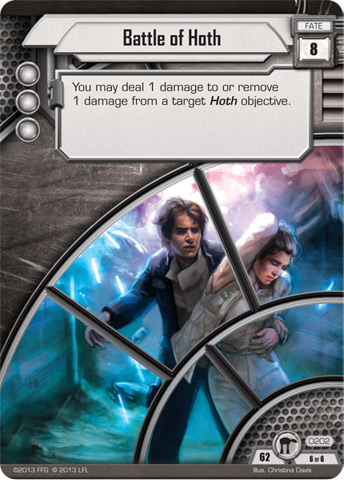 FATE
Battle of Hoth
8
You may deal 1 damage to or remove
1 damage from a target Hoth objective.
0202
62
6 of 6
©2013 FFG ©2013 LFL
Illus. Christina Davis